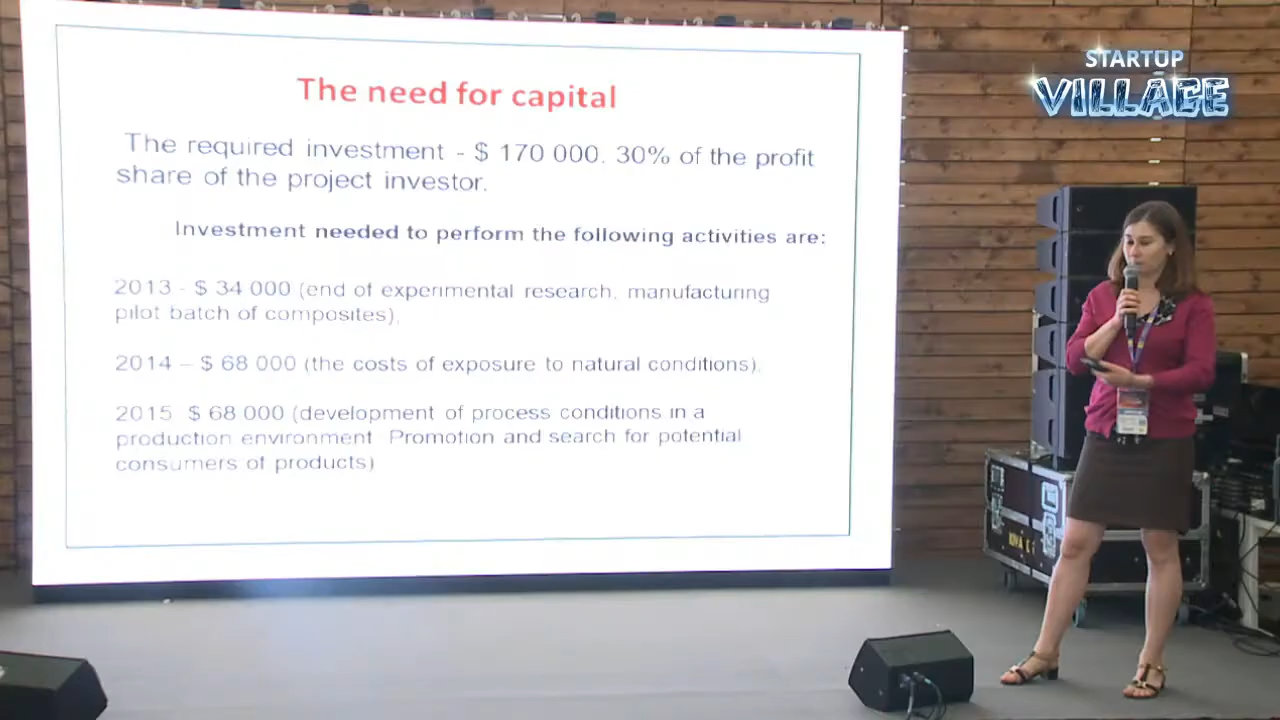 STARTUP
VILLAGE
The need for capital
The required investment - $ 170 000. 30% of the profit
share of the project investor.
Investment needed to perform the following activities are:
2013 - $ 34 000 (end of experimental research, manufacturing
pilot batch of composites),
2014 – $ 68 000 (the costs of exposure to natural conditions),
2015 $ 68 000 (development of process conditions in a
production environment Promotion and search for potential
consumers of products)